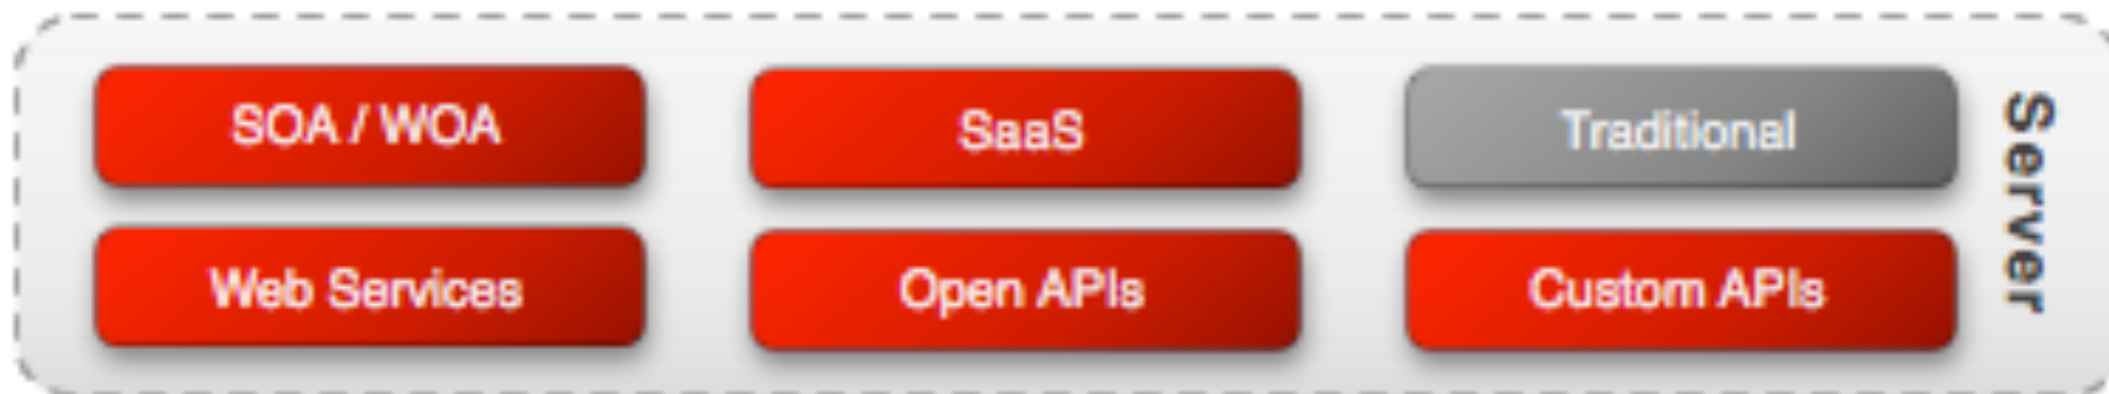 SOA / WOA
SaaS
Traditional
Web Services
Open APIs
Custom APIs
Server